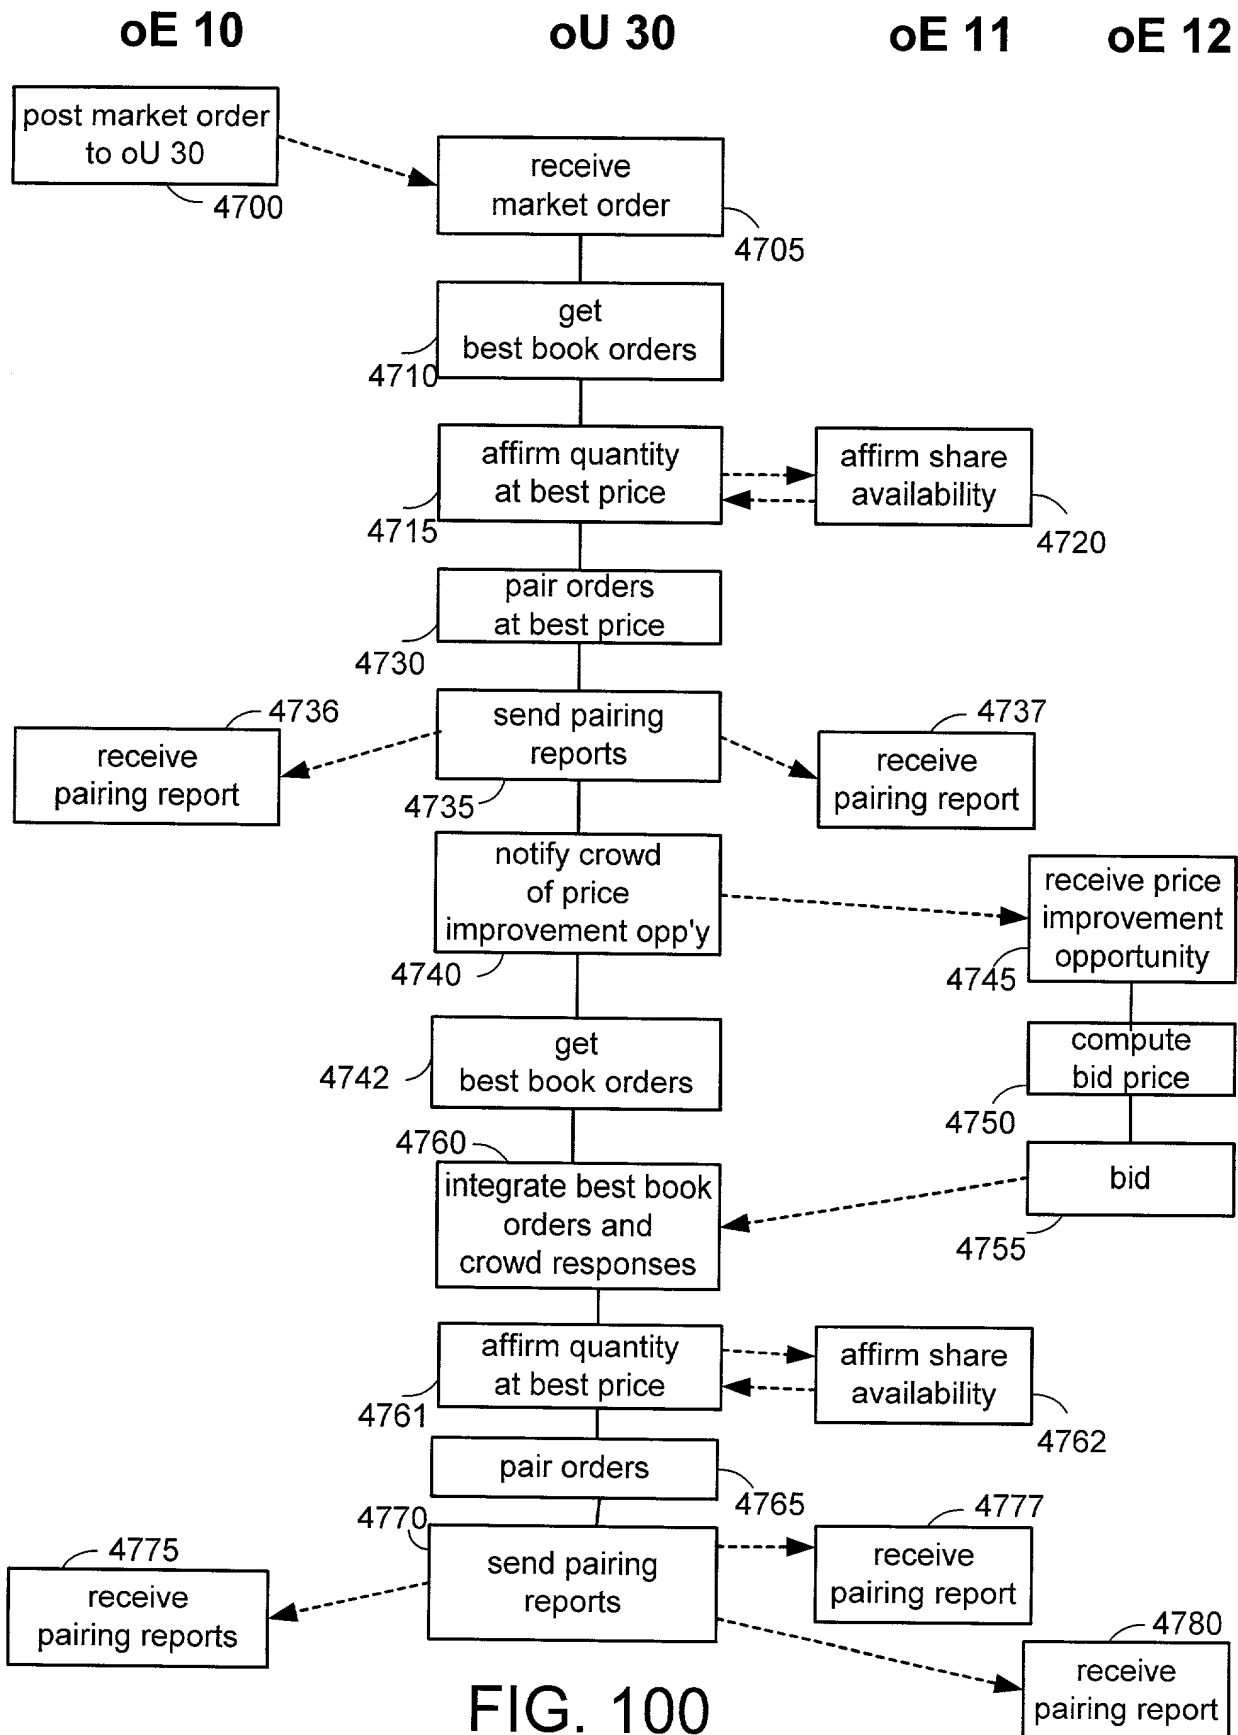 oE 10
oU 30
oE 11
oE 12
post market order
to oU 30
4700
receive
market order
4705
get
best book orders
4710
affirm quantity
at best price
4715
affirm share
availability
4720
pair orders
at best price
4730
send pairing
reports
4735
4736
receive
pairing report
4737
receive
pairing report
notify crowd
of price
improvement opp'y
4740
receive price
improvement
opportunity
4745
get
best book orders
4742
compute
bid price
4750
4760
integrate best book
orders and
crowd responses
bid
4755
affirm quantity
at best price
4761
affirm share
availability
4762
pair orders
4765
4770
send pairing
reports
4777
receive
pairing report
4775
receive
pairing reports
4780
receive
pairing report
FIG. 100